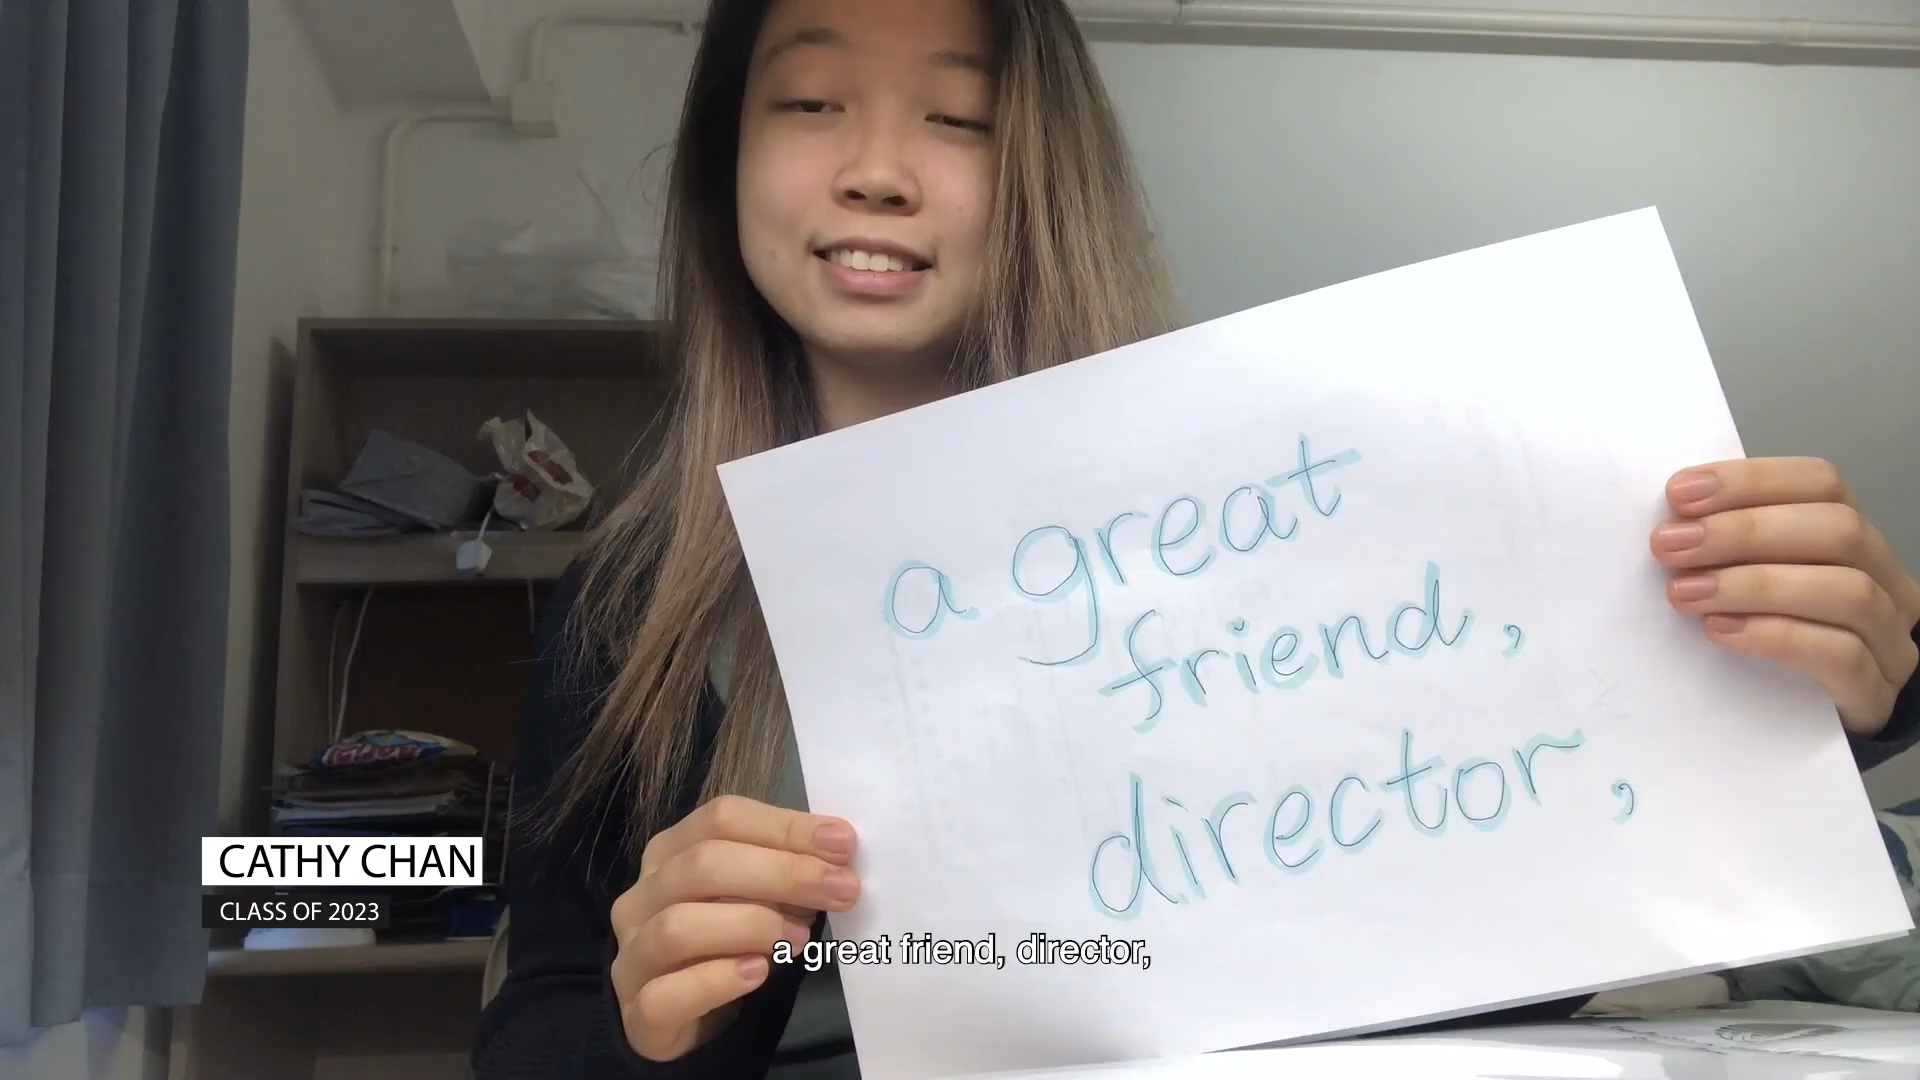 a great
friend,
director,
CATHY CHAN
CLASS OF 2023
a great friend, director,